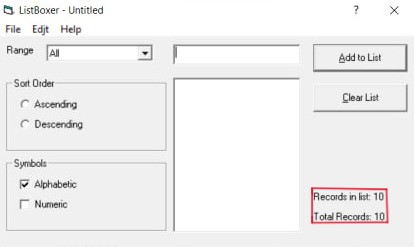 ListBoxer - Untitled
File Edjt Help
Range All Add to List
Sort Order
Ascending
Descending
Clear List
Symbols
Alphabetic
Numeric
Records in list: 10
Total Records: 10